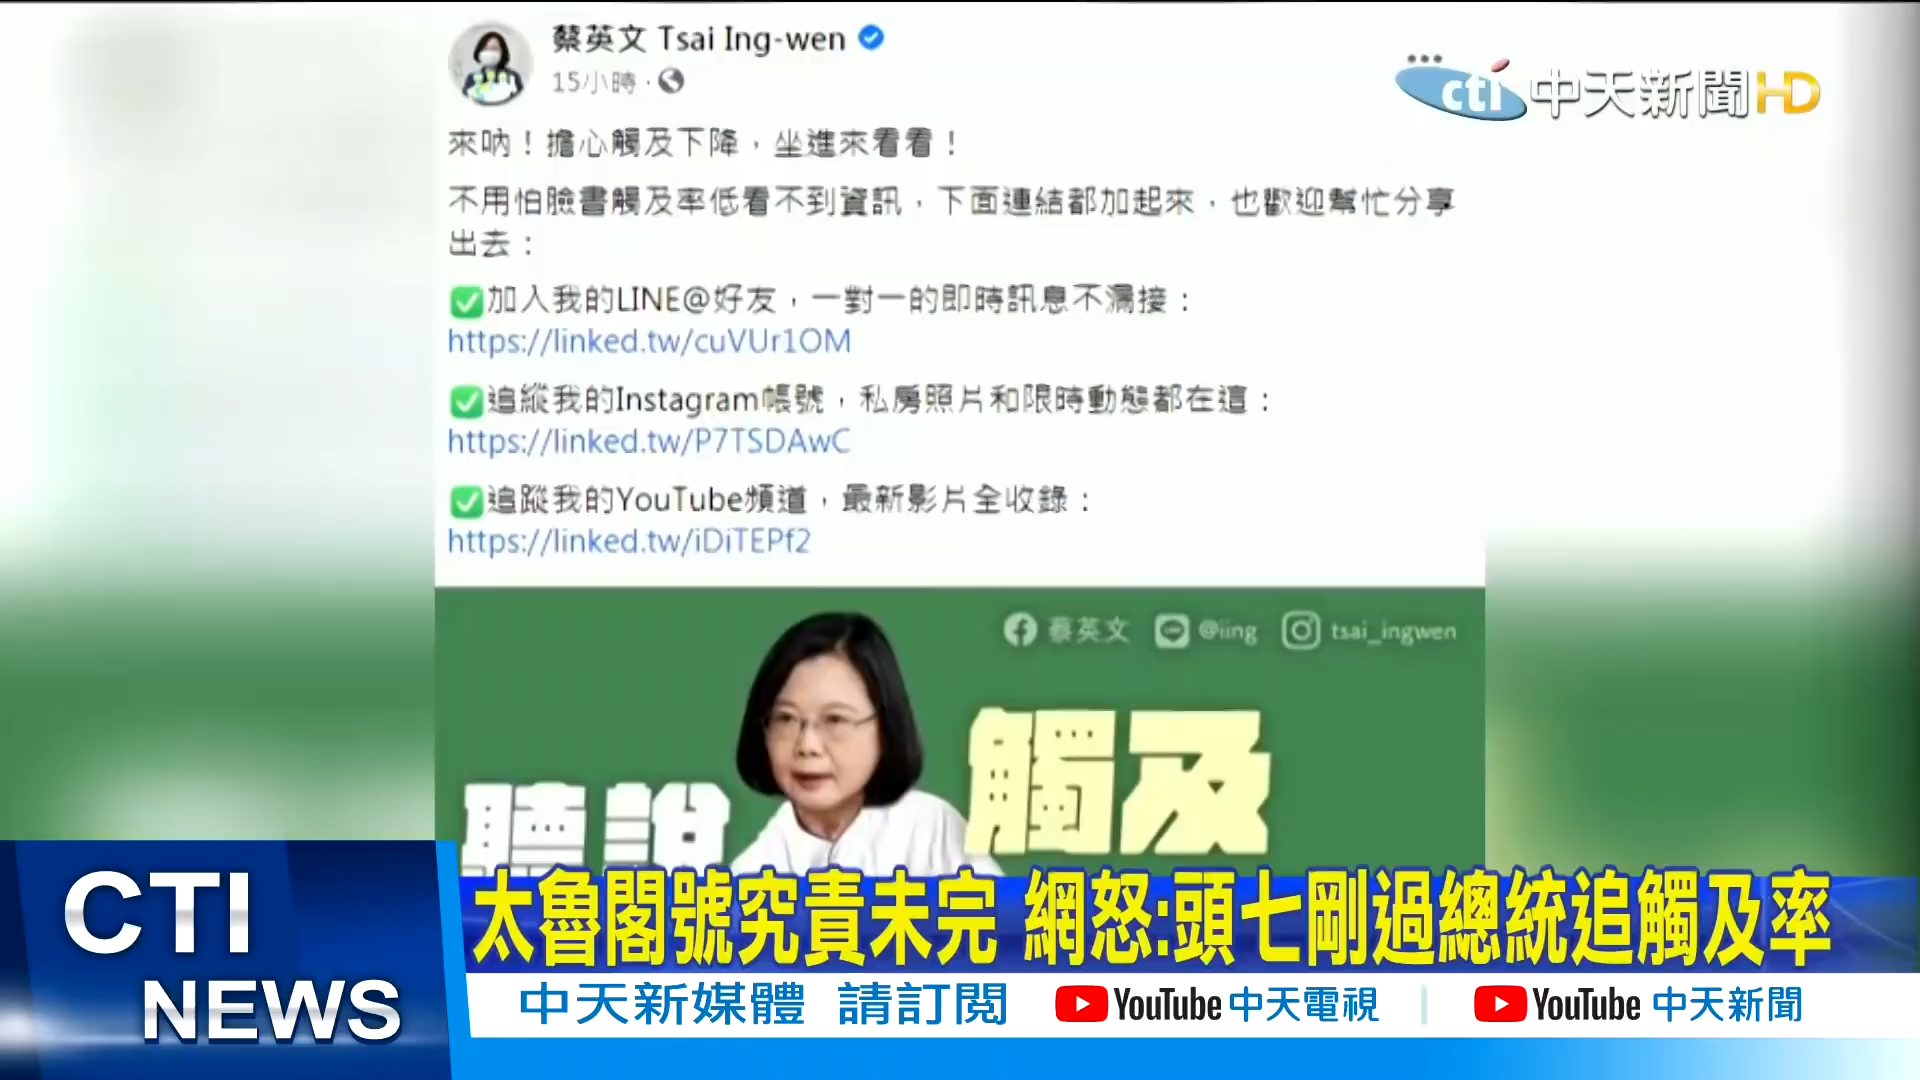 蔡英文 Tsai Ing-wen
15小時
cti 中天新聞HD
來吶！擔心觸及下降，坐進來看看！
不用怕臉書觸及率低看不到資訊，下面連結都加起來，也歡迎幫忙分享
出去：
✅加入我的LINE@好友，一對一的即時訊息不漏接：
https://linked.tw/cuVUr1OM
✅追縱我的Instagram帳號，私房照片和限時動態都在這：
https://linked.tw/P7TSDAwC
✅追蹤我的YouTube頻道，最新影片全收錄：
https://linked.tw/iDiTEPf2
蔡英文 @iing tsai_ingwen
聽說 觸及
CTI NEWS
太魯閣號究責未完 網怒:頭七剛過總統追觸及率
中天新媒體 請訂閱 YouTube 中天電視 | YouTube 中天新聞